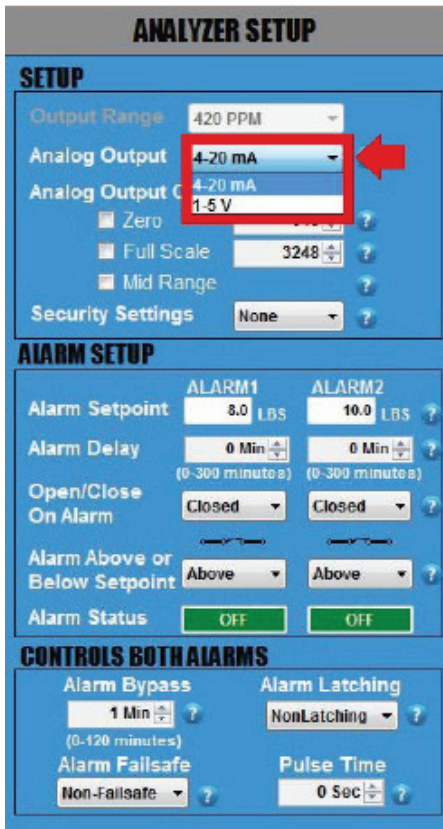 ANALYZER SETUP
SETUP
Output Range 420 PPM
Analog Output 4-20 mA
4-20 mA
Analog Output C
1-5 V
Zero ?
Full Scale 3248 ?
Mid Range ?
Security Settings None ?
ALARM SETUP
ALARM1 ALARM2
Alarm Setpoint 8.0 LBS 10.0 LBS ?
Alarm Delay 0 Min 0 Min ?
(0-300 minutes) (0-300 minutes)
Open/Close
On Alarm Closed Closed ?
Alarm Above or
Below Setpoint Above Above ?
Alarm Status OFF OFF
CONTROLS BOTH ALARMS
Alarm Bypass Alarm Latching
1 Min ? NonLatching ?
(0-120 minutes)
Alarm Failsafe Pulse Time
Non-Failsafe ? 0 Sec ?